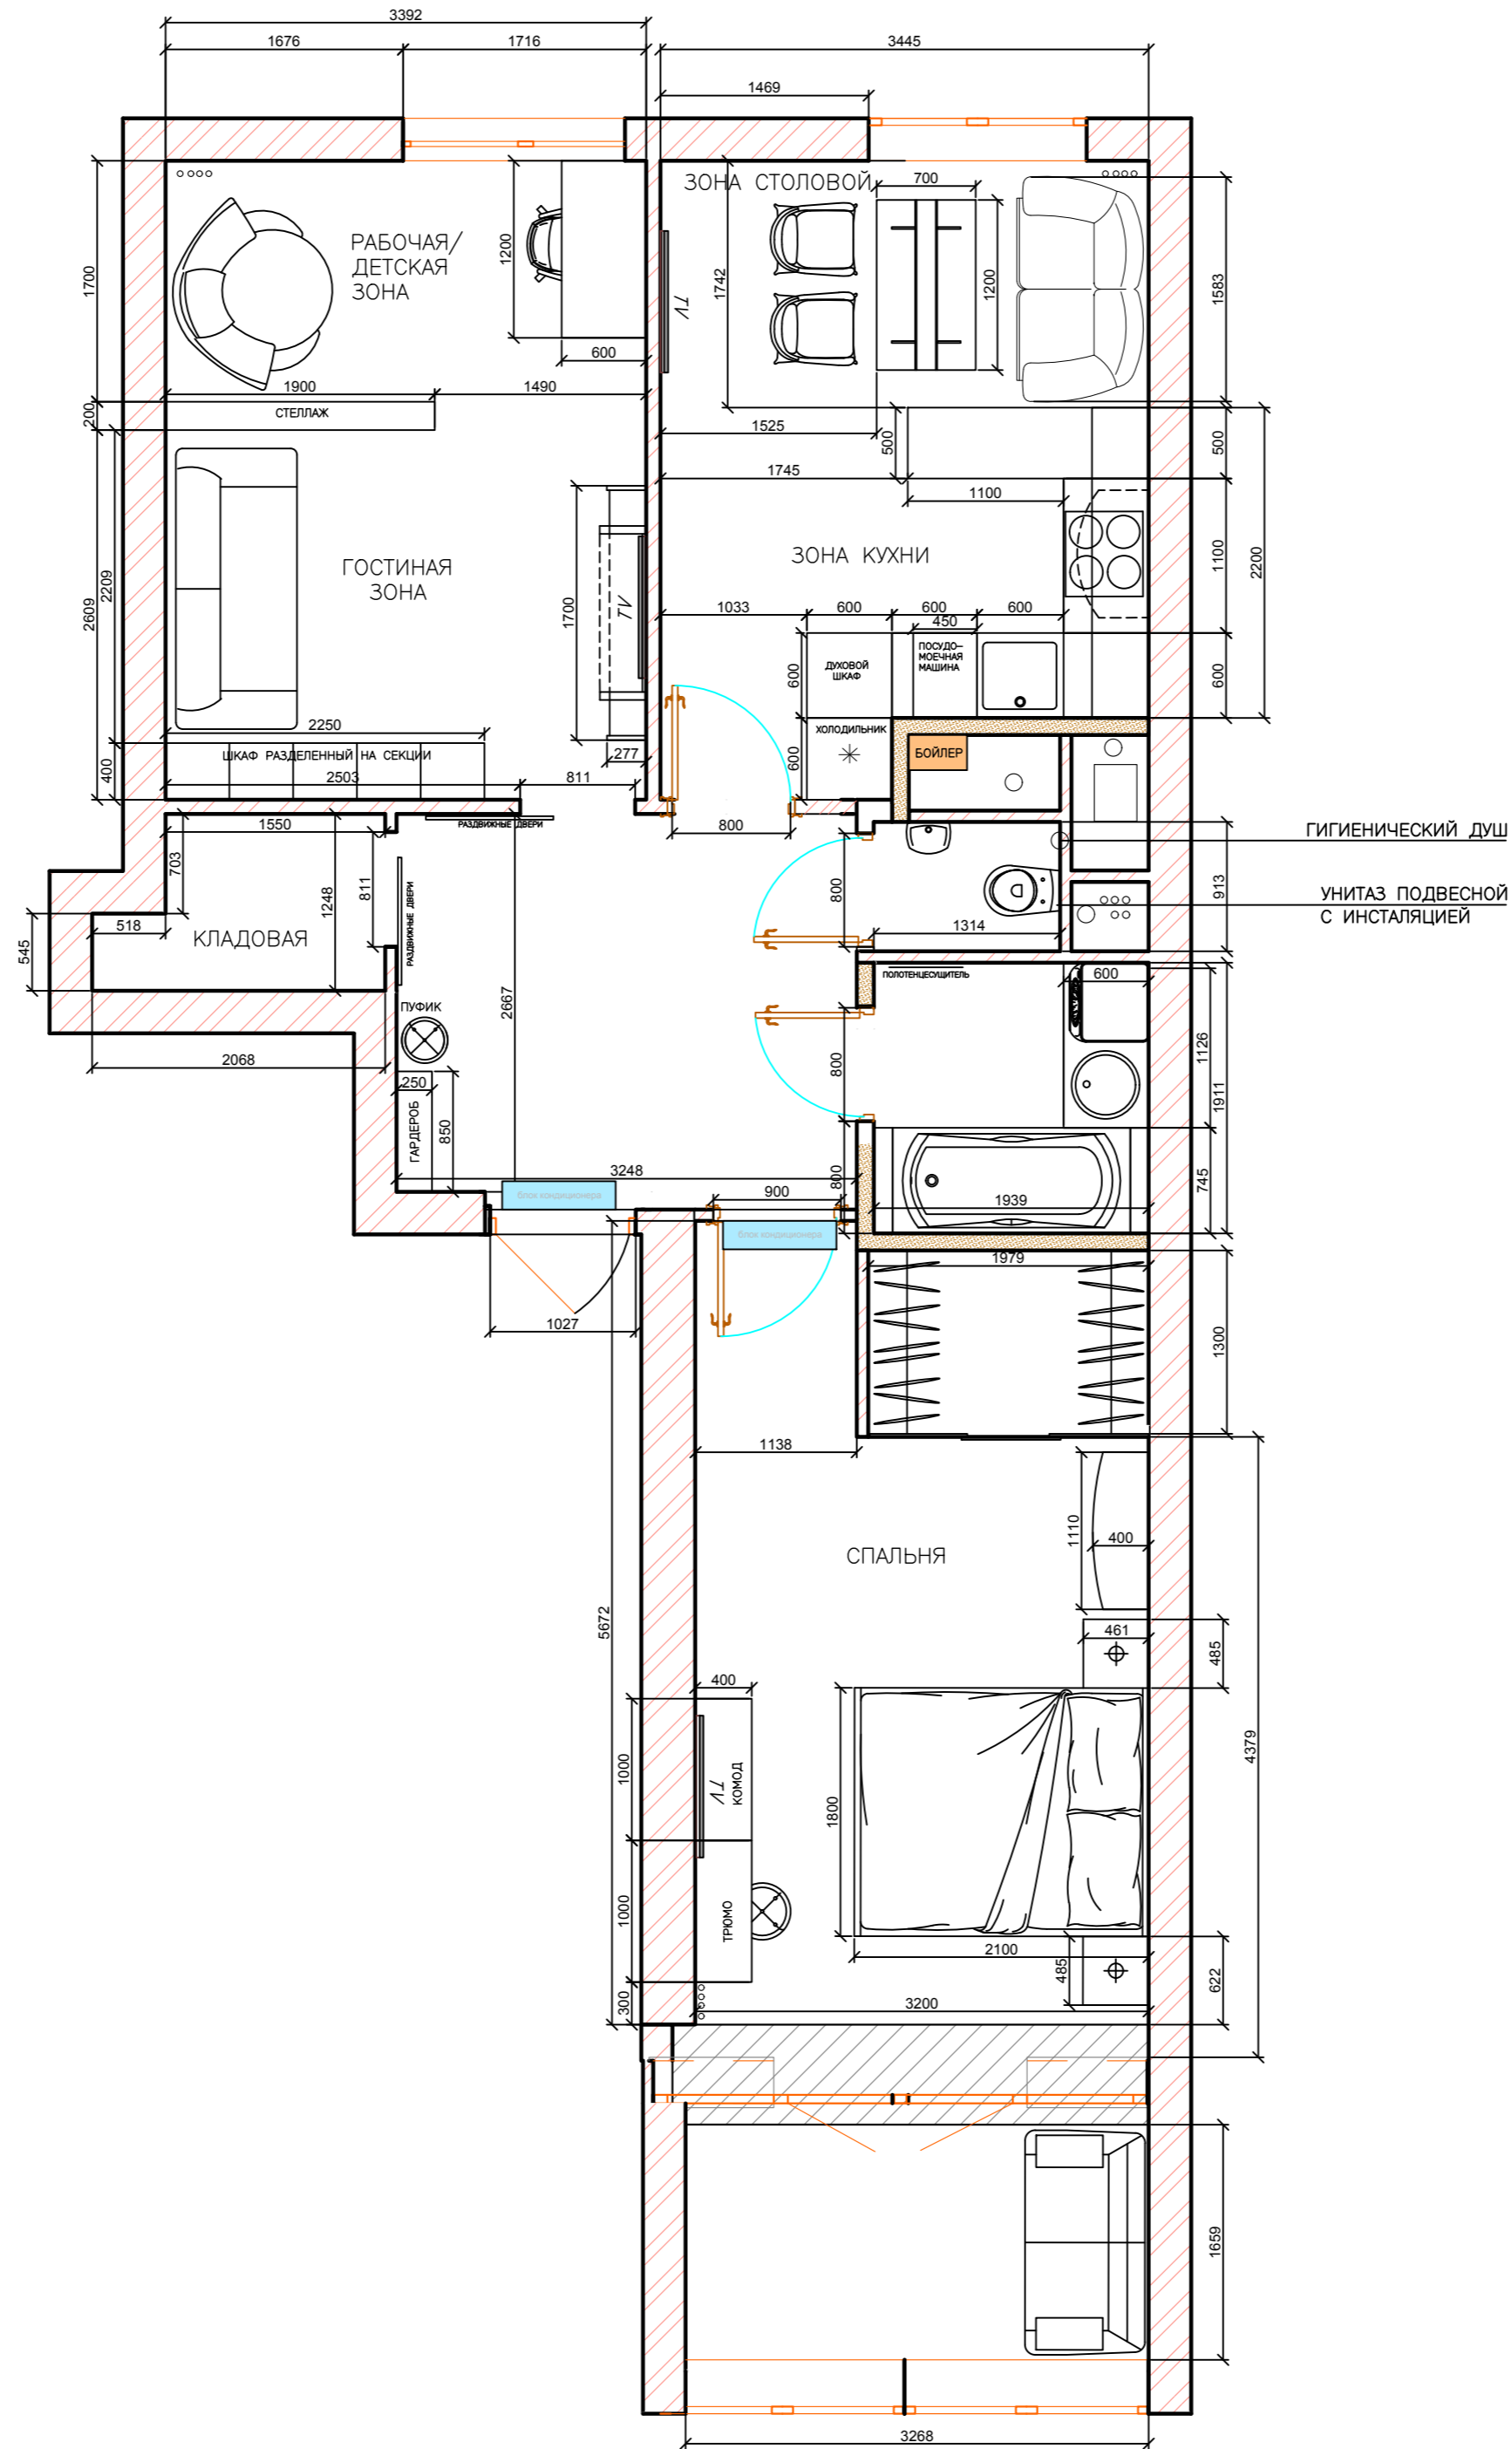 3392
1676
1716
3445
1469
ЗОНА СТОЛОВОЙ
700
РАБОЧАЯ/
ДЕТСКАЯ
ЗОНА
1200
1700
1742
TV
1200
1583
600
1900
1490
200
СТЕЛЛАЖ
1525
500
500
1745
1100
ГОСТИНАЯ
ЗОНА
ЗОНА КУХНИ
1100
2200
2609
2209
1700
TV
1033
600
600
600
450
ДУХОВОЙ
ШКАФ
ПОСУДО-
МОЕЧНАЯ
МАШИНА
600
600
2250
ШКАФ РАЗДЕЛЕННЫЙ НА СЕКЦИИ
277
ХОЛОДИЛЬНИК
БОЙЛЕР
400
2503
811
600
РАЗДВИЖНЫЕ ДВЕРИ
1550
800
ГИГИЕНИЧЕСКИЙ ДУШ
703
811
1248
РАЗДВИЖНЫЕ ДВЕРИ
800
913
УНИТАЗ ПОДВЕСНОЙ
С ИНСТАЛЯЦИЕЙ
518
545
КЛАДОВАЯ
1314
ПОЛОТЕНЦЕСУЩИТЕЛЬ
600
ПУФИК
2667
2068
800
1126
1911
250
ГАРДЕРОБ
850
3248
900
800
1939
745
блок кондиционера
блок кондиционера
1979
1027
1300
1138
1110
400
СПАЛЬНЯ
5672
461
485
400
1000
TV
КОМОД
1800
4379
1000
ТРЮМО
2100
485
622
300
3200
1659
3268